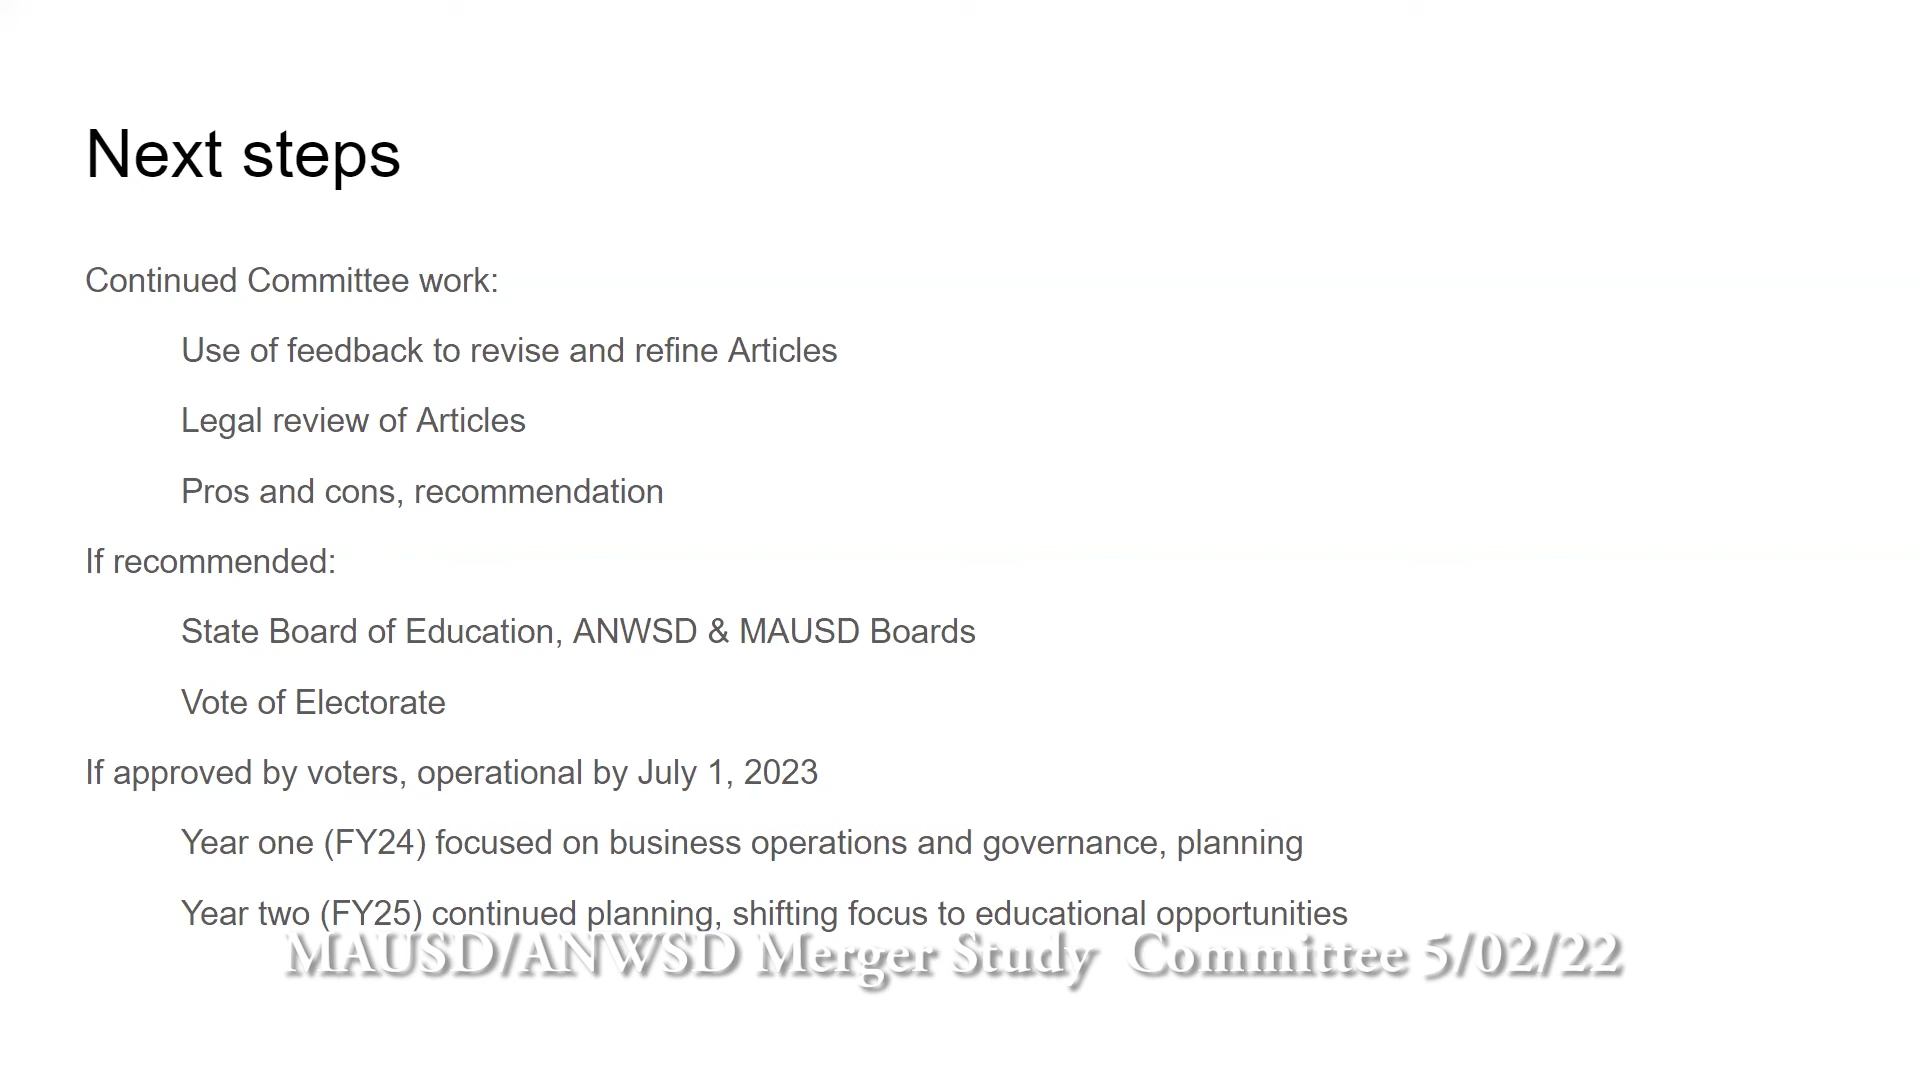 Next steps
Continued Committee work:
Use of feedback to revise and refine Articles
Legal review of Articles
Pros and cons, recommendation
If recommended:
State Board of Education, ANWSD & MAUSD Boards
Vote of Electorate
If approved by voters, operational by July 1, 2023
Year one (FY24) focused on business operations and governance, planning
Year two (FY25) continued planning, shifting focus to educational opportunities
MAUSD/ANWSD Merger Study Committee 5/02/22